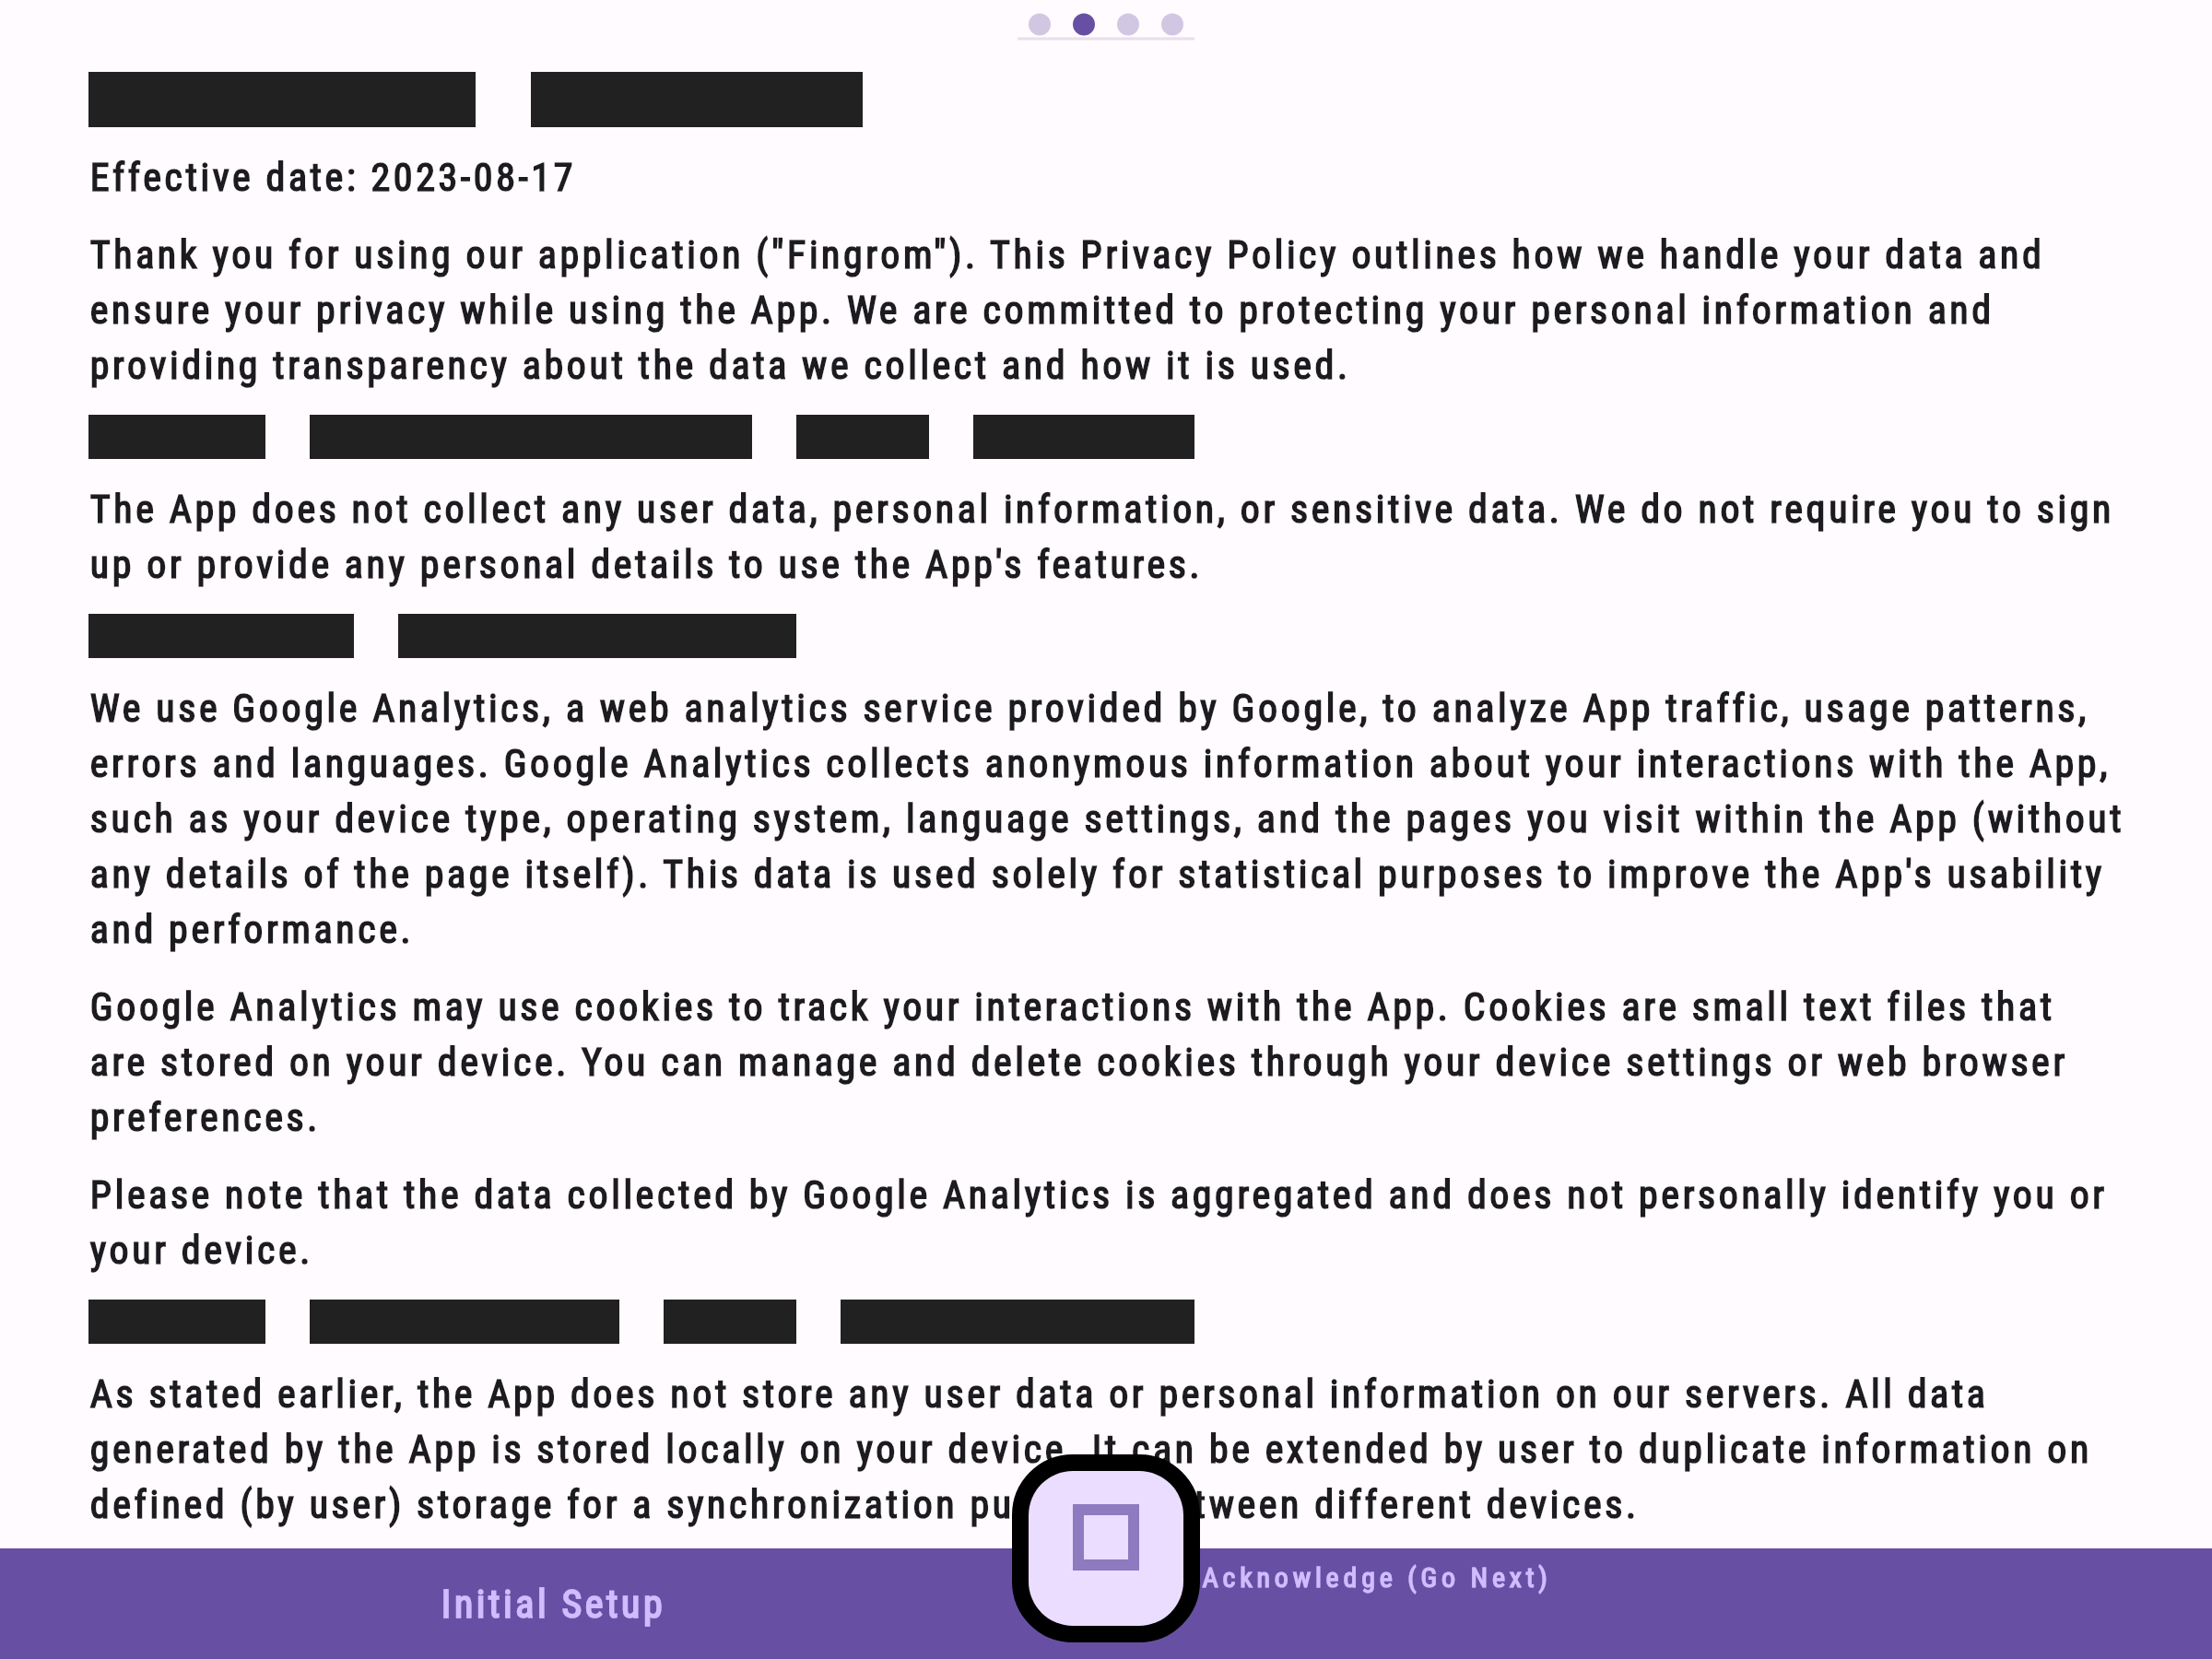 Effective date: 2023-08-17
Thank you for using our application ("Fingrom"). This Privacy Policy outlines how we handle your data and
ensure your privacy while using the App. We are committed to protecting your personal information and
providing transparency about the data we collect and how it is used.
The App does not collect any user data, personal information, or sensitive data. We do not require you to sign
up or provide any personal details to use the App's features.
We use Google Analytics, a web analytics service provided by Google, to analyze App traffic, usage patterns,
errors and languages. Google Analytics collects anonymous information about your interactions with the App,
such as your device type, operating system, language settings, and the pages you visit within the App (without
any details of the page itself). This data is used solely for statistical purposes to improve the App's usability
and performance.
Google Analytics may use cookies to track your interactions with the App. Cookies are small text files that
are stored on your device. You can manage and delete cookies through your device settings or web browser
preferences.
Please note that the data collected by Google Analytics is aggregated and does not personally identify you or
your device.
As stated earlier, the App does not store any user data or personal information on our servers. All data
generated by the App is stored locally on your device. It can be extended by user to duplicate information on
defined (by user) storage for a synchronization different devices.
Initial Setup
Acknowledge (Go Next)